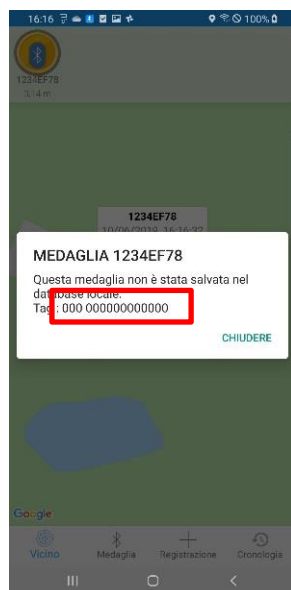 16:16 100%
1234EF78
3,14 m
1234EF78
10/06/2019 16:16:32
MEDAGLIA 1234EF78
Questa medaglia non è stata salvata nel
database locale.
Tag : 000 000000000000
CHIUDERE
Google
Vicino Medaglia Registrazione Cronologia